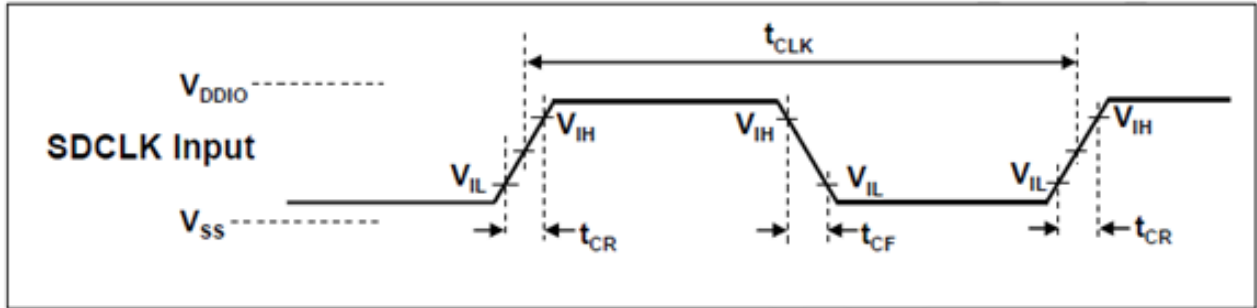 tCLK
VDDIO
SDCLK Input
VIH
VIH
VIH
VIL
VIL
VIL
VSS
tCR
tCF
tCR